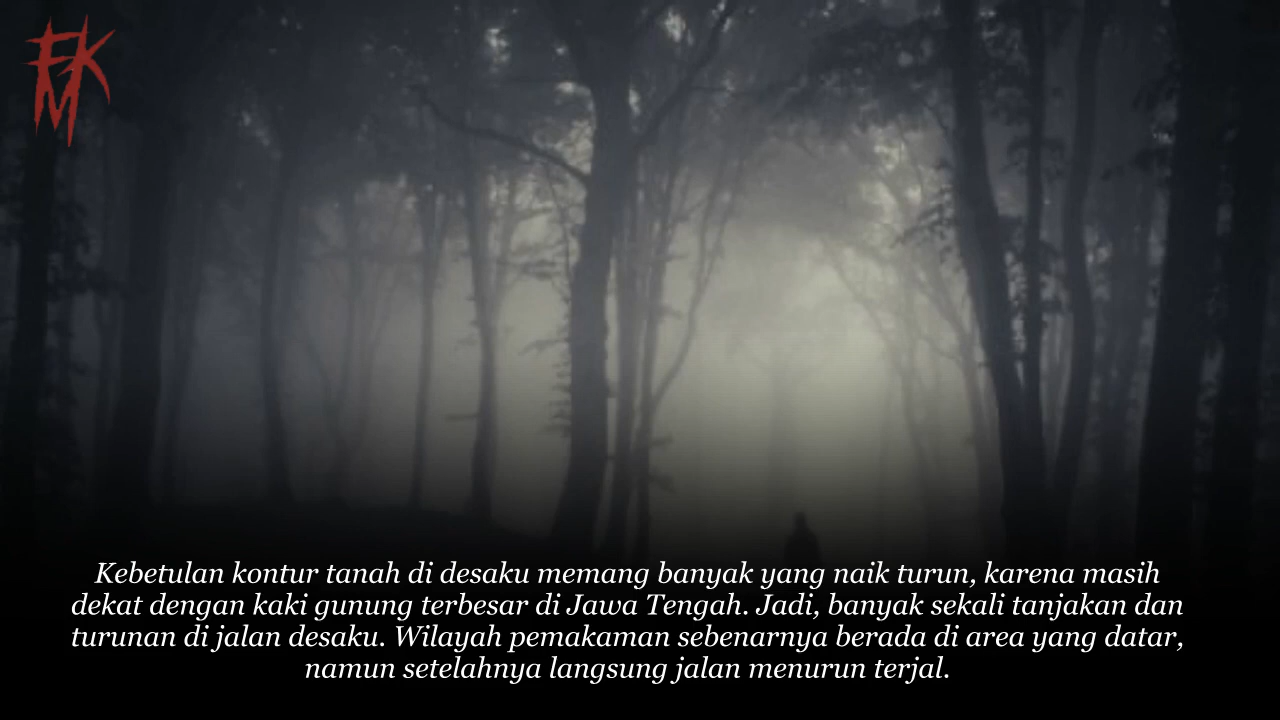 FKM
Kebetulan kontur tanah di desaku memang banyak yang naik turun, karena masih
dekat dengan kaki gunung terbesar di Jawa Tengah. Jadi, banyak sekali tanjakan dan
turunan di jalan desaku. Wilayah pemakaman sebenarnya berada di area yang datar,
namun setelahnya langsung jalan menurun terjal.